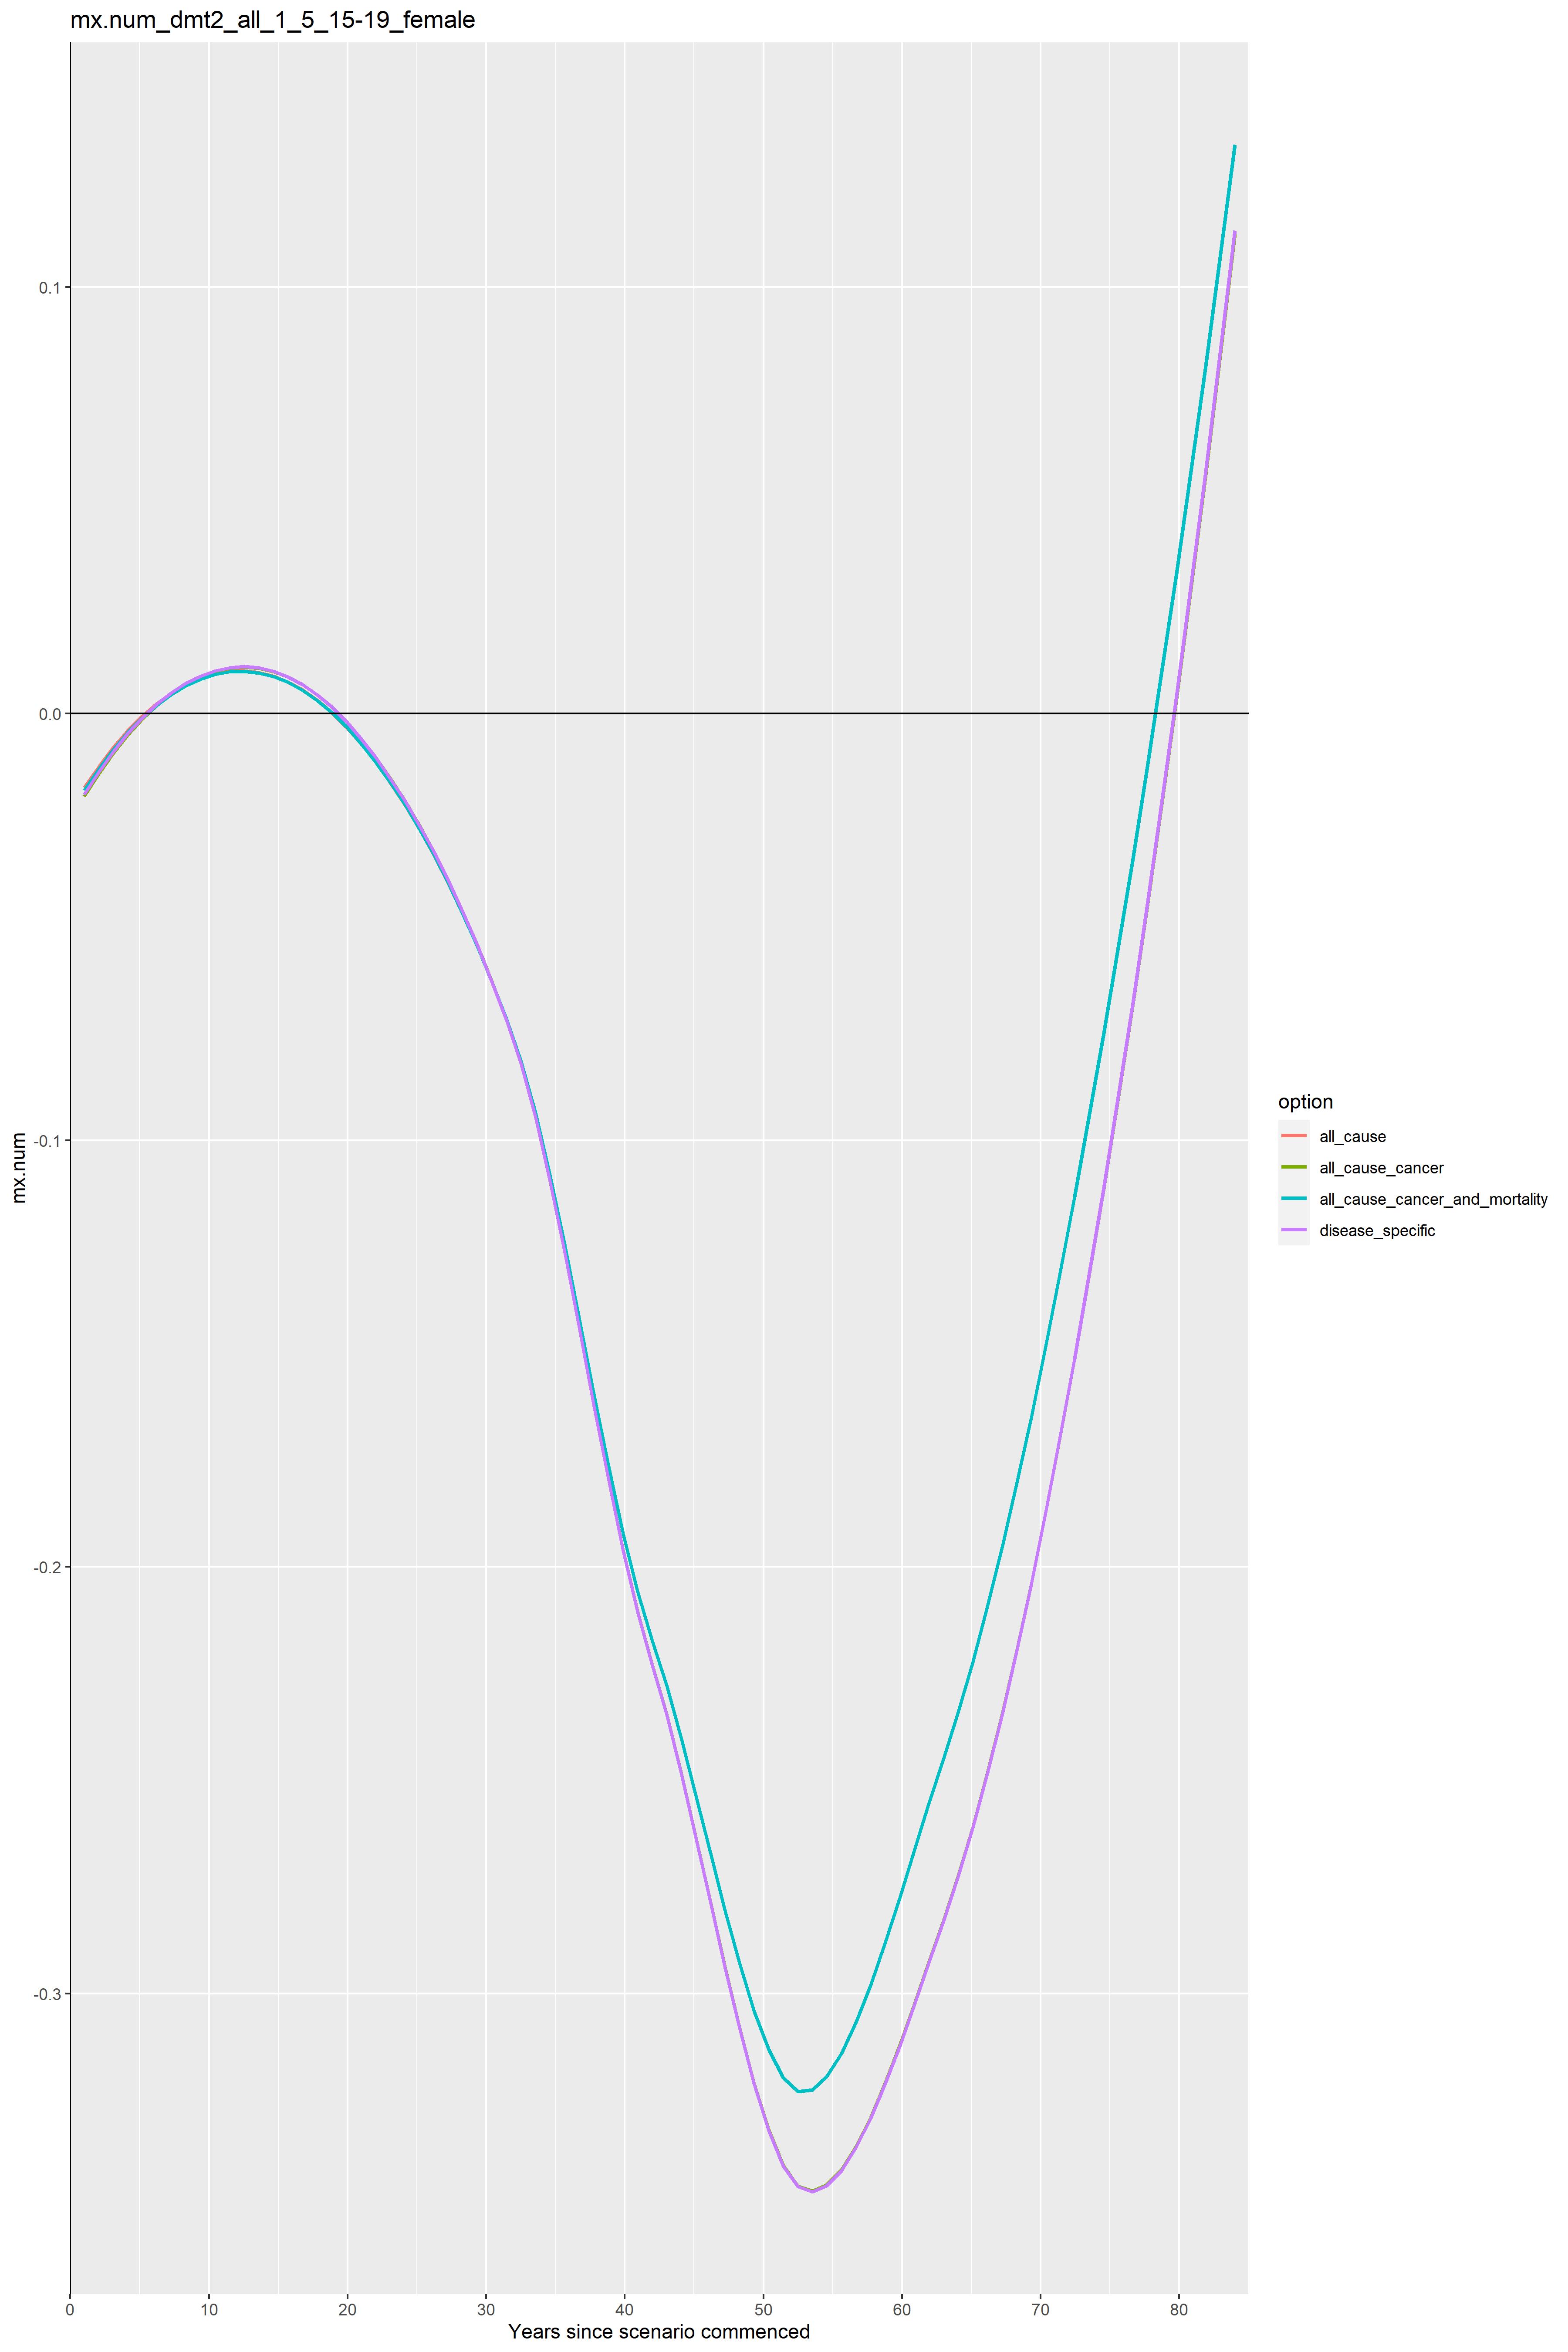 mx.num_dmt2_all_1_5_15-19_female
mx.num
0.1
0.0
-0.1
-0.2
-0.3
0 10 20 30 40 50 60 70 80
Years since scenario commenced
option
all_cause
all_cause_cancer
all_cause_cancer_and_mortality
disease_specific